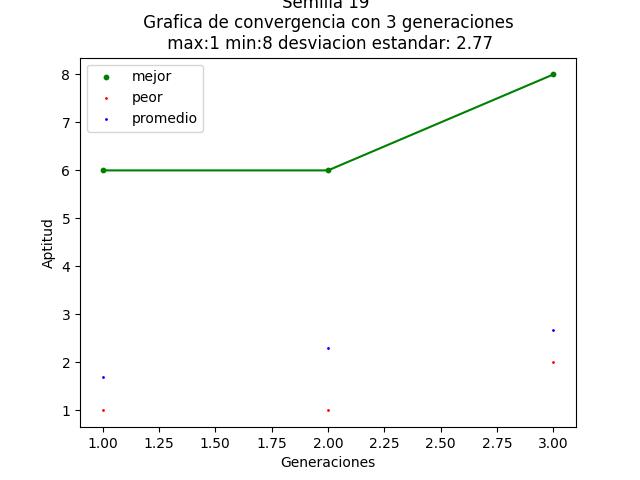 Semilla 19
Grafica de convergencia con 3 generaciones
max:1 min:8 desviacion estandar: 2.77
8
7
6
5
4
3
2
1
mejor
peor
promedio
Aptitud
1.00 1.25 1.50 1.75 2.00 2.25 2.50 2.75 3.00
Generaciones